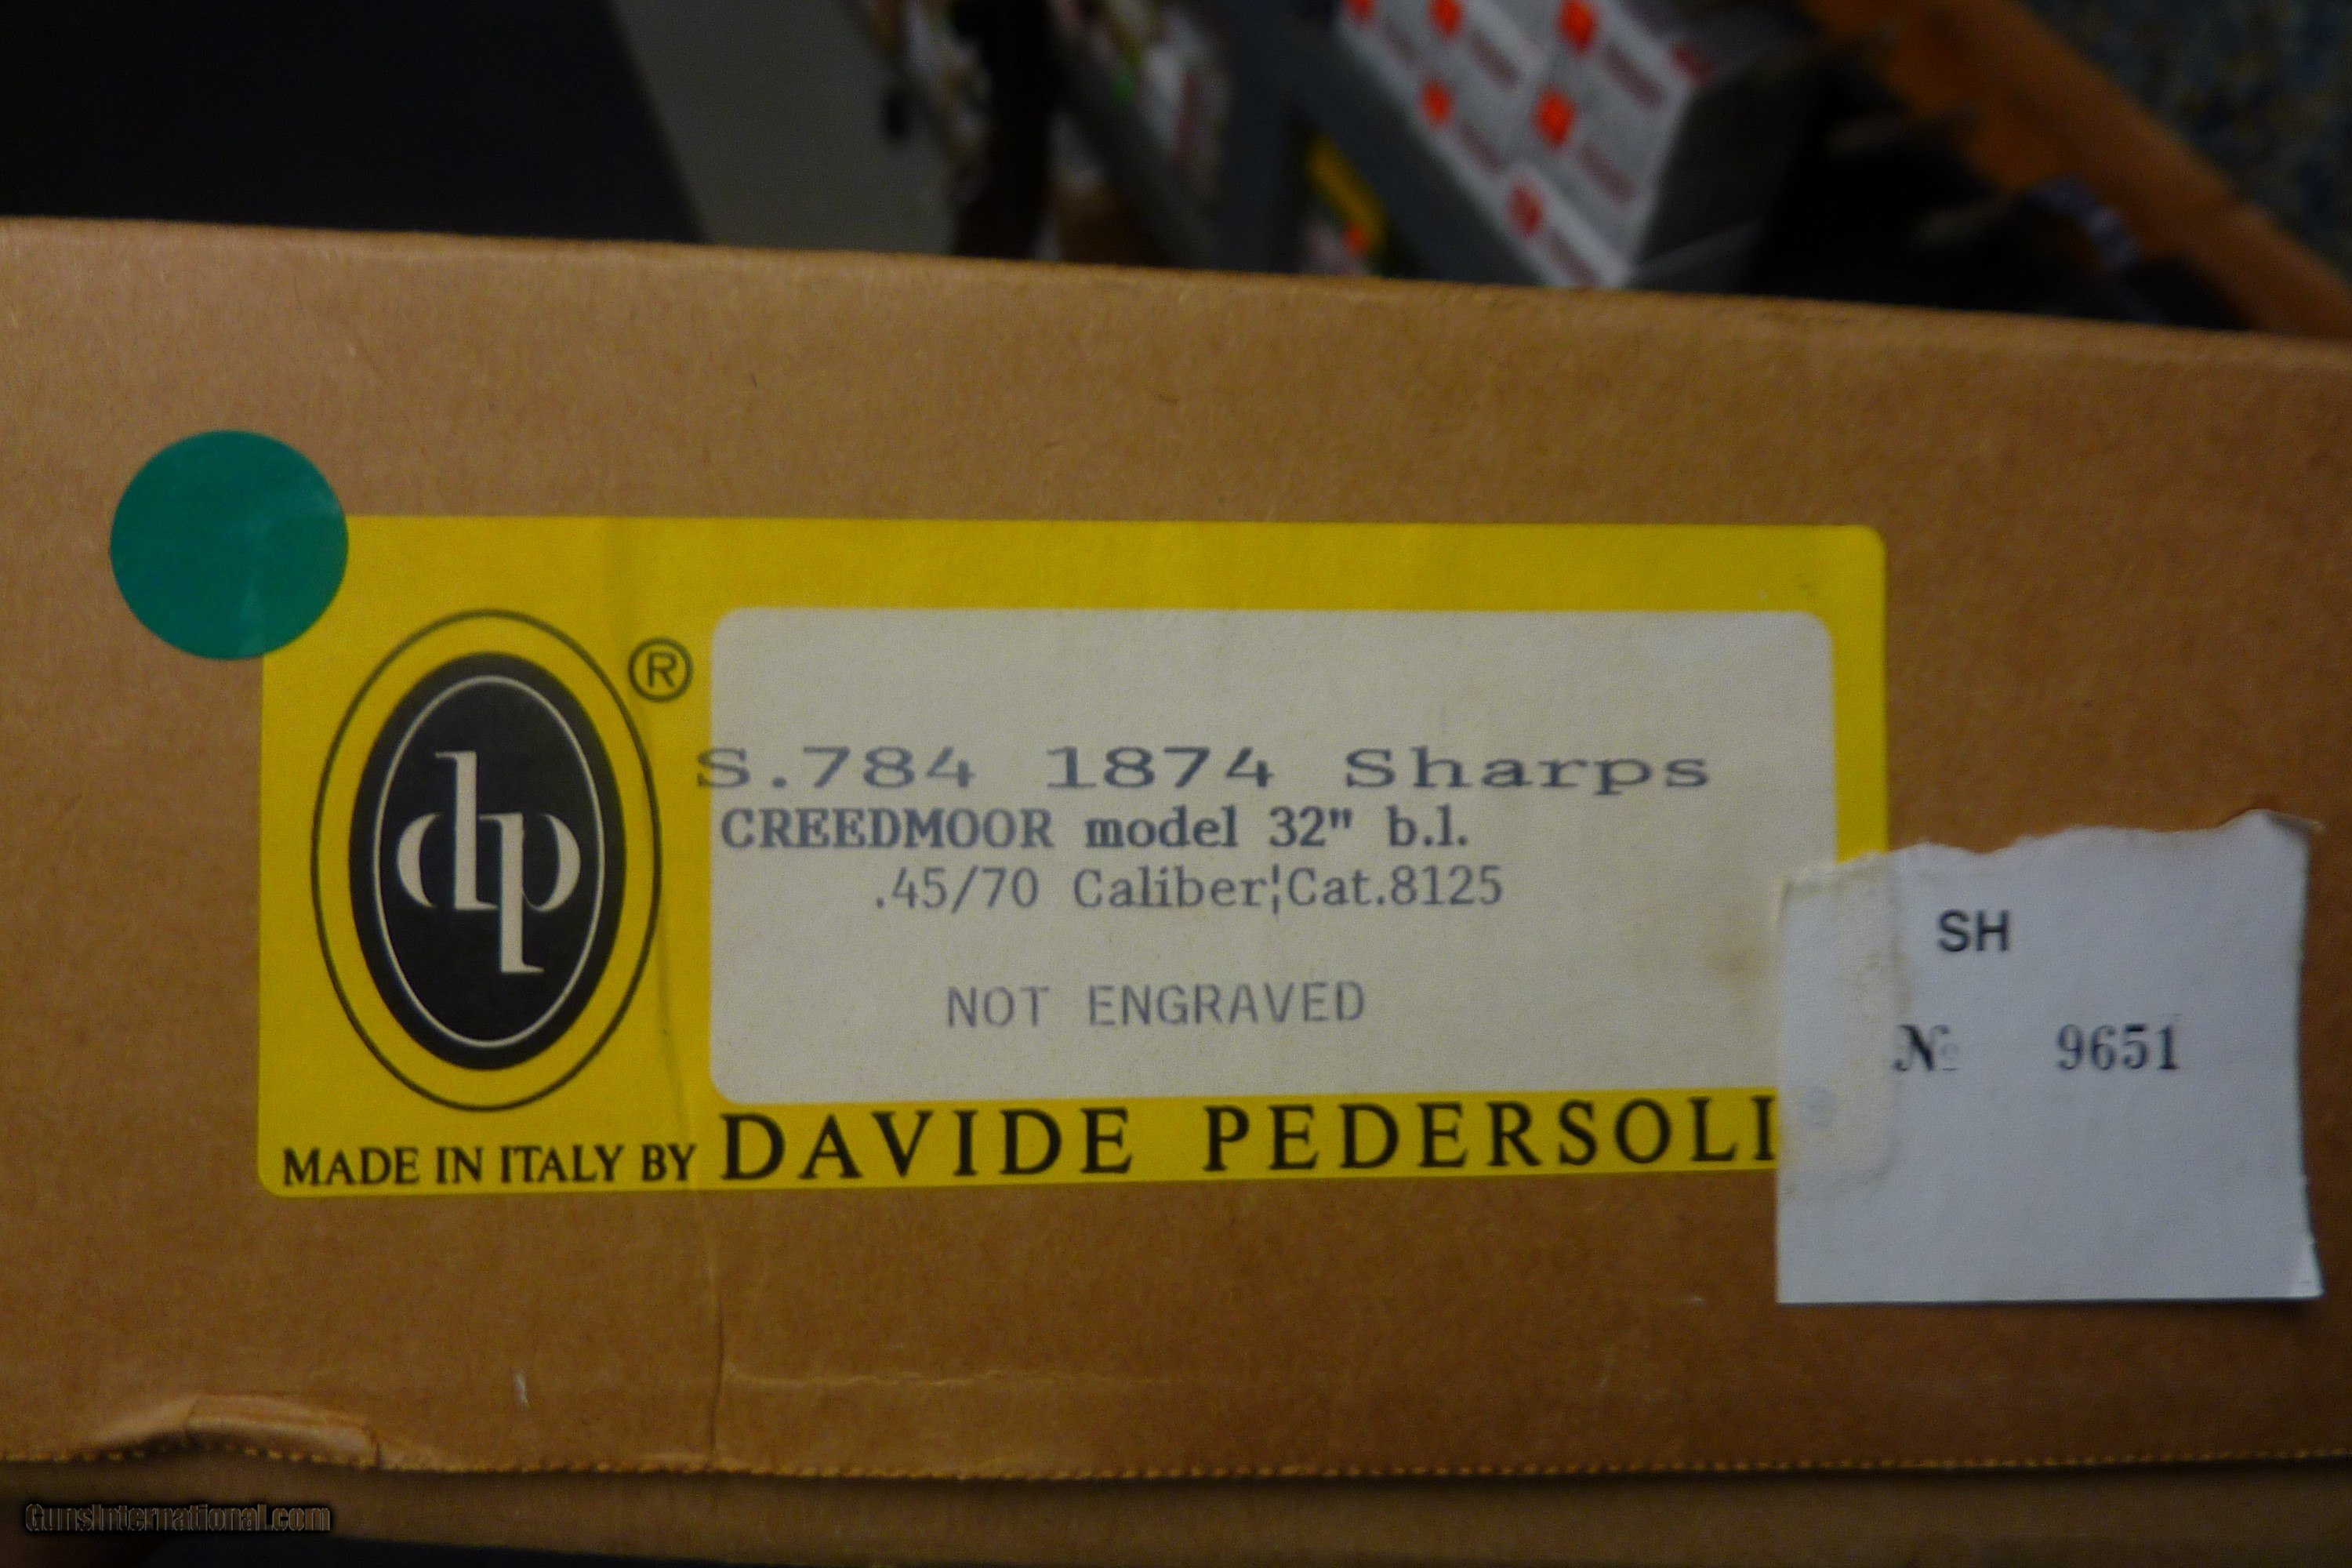 dp ®
S.784 1874 Sharps
CREEDMOOR model 32" b.l.
.45/70 Caliber¦Cat.8125
NOT ENGRAVED
MADE IN ITALY BY DAVIDE PEDERSOLI
SH
№ 9651
GunsInternational.com